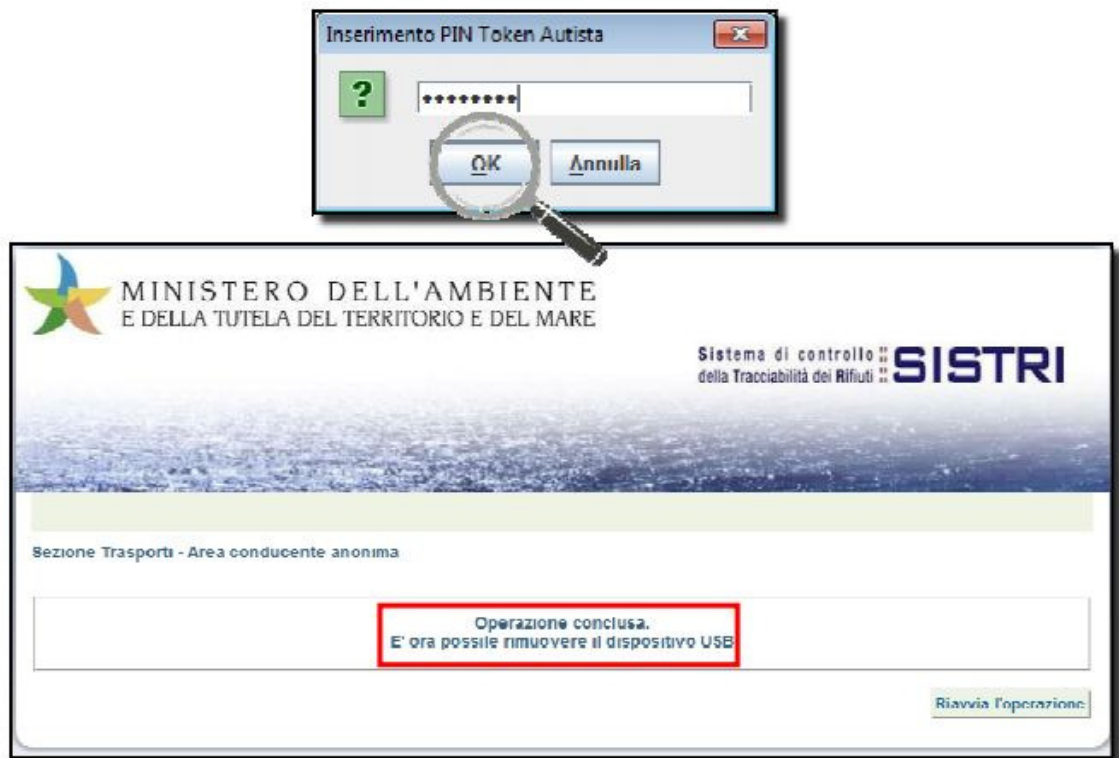 Inserimento PIN Token Autista
?
••••••••
OK
Annulla
MINISTERO DELL'AMBIENTE
E DELLA TUTELA DEL TERRITORIO E DEL MARE
Sistema di controllo
della Tracciabilità dei Rifiuti
SISTRI
Sezione Trasporti - Area conducente anonima
Operazione conclusa.
E' ora possile rimuovere il dispositivo USB
Riavvia l'operazione